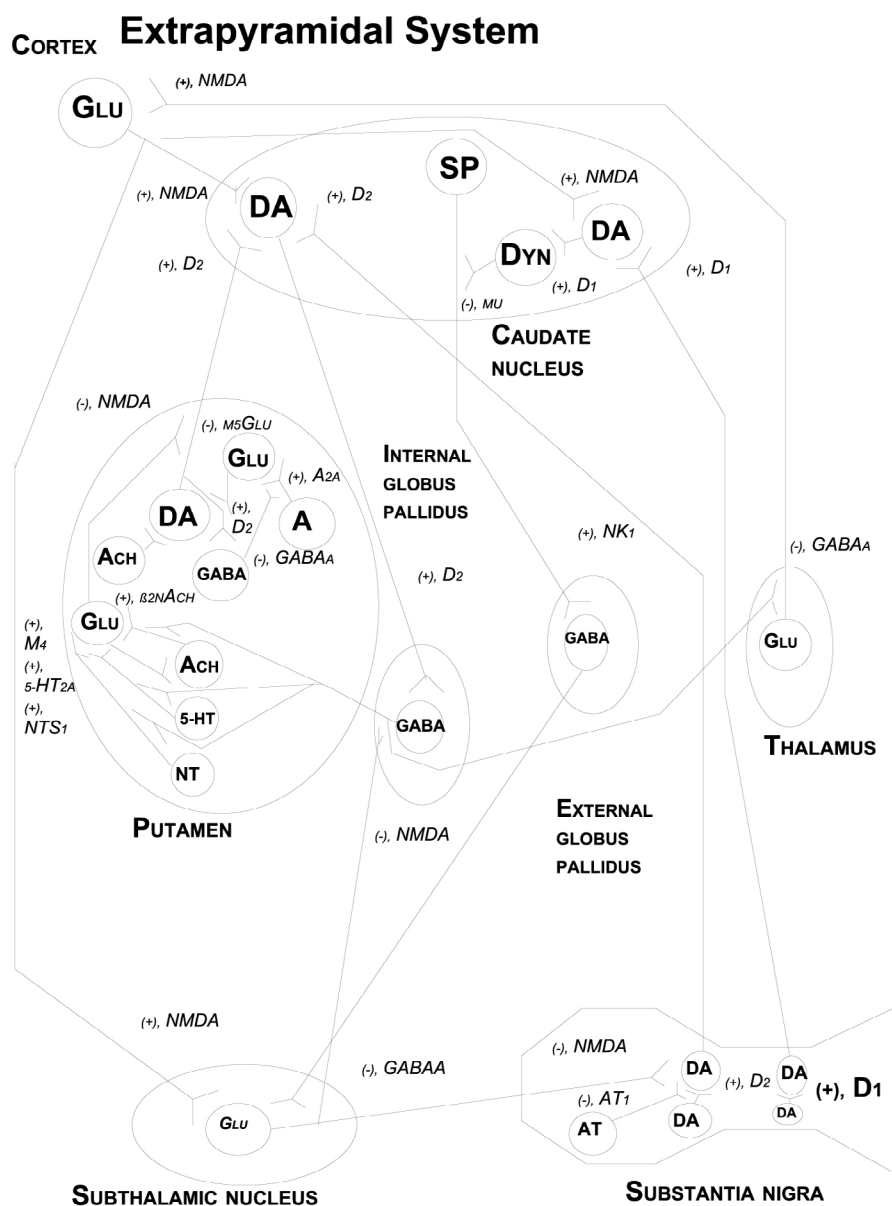 CORTEX Extrapyramidal System
GLU
(+), NMDA
SP
(+), NMDA
DA
(+), D2
(+), NMDA
DA
DYN
(+), D2
(+), D1
(+), D1
(-), MU
CAUDATE
NUCLEUS
(-), NMDA
(-), M5GLU
GLU
INTERNAL
GLOBUS
PALLIDUS
(+), A2A
DA
(+),
D2
A
(+), NK1
ACH
GABA
(-), GABAA
(-), GABAA
(+), D2
(+), ß2NACH
GLU
(+),
M4
(+),
5-HT2A
(+),
NTS1
ACH
GABA
GLU
5-HT
GABA
NT
THALAMUS
PUTAMEN
(-), NMDA
EXTERNAL
GLOBUS
PALLIDUS
(+), NMDA
(-), GABAA
(-), NMDA
DA
(+), D2
DA
(+), D1
(-), AT1
GLU
AT
DA
DA
SUBTHALAMIC NUCLEUS
SUBSTANTIA NIGRA